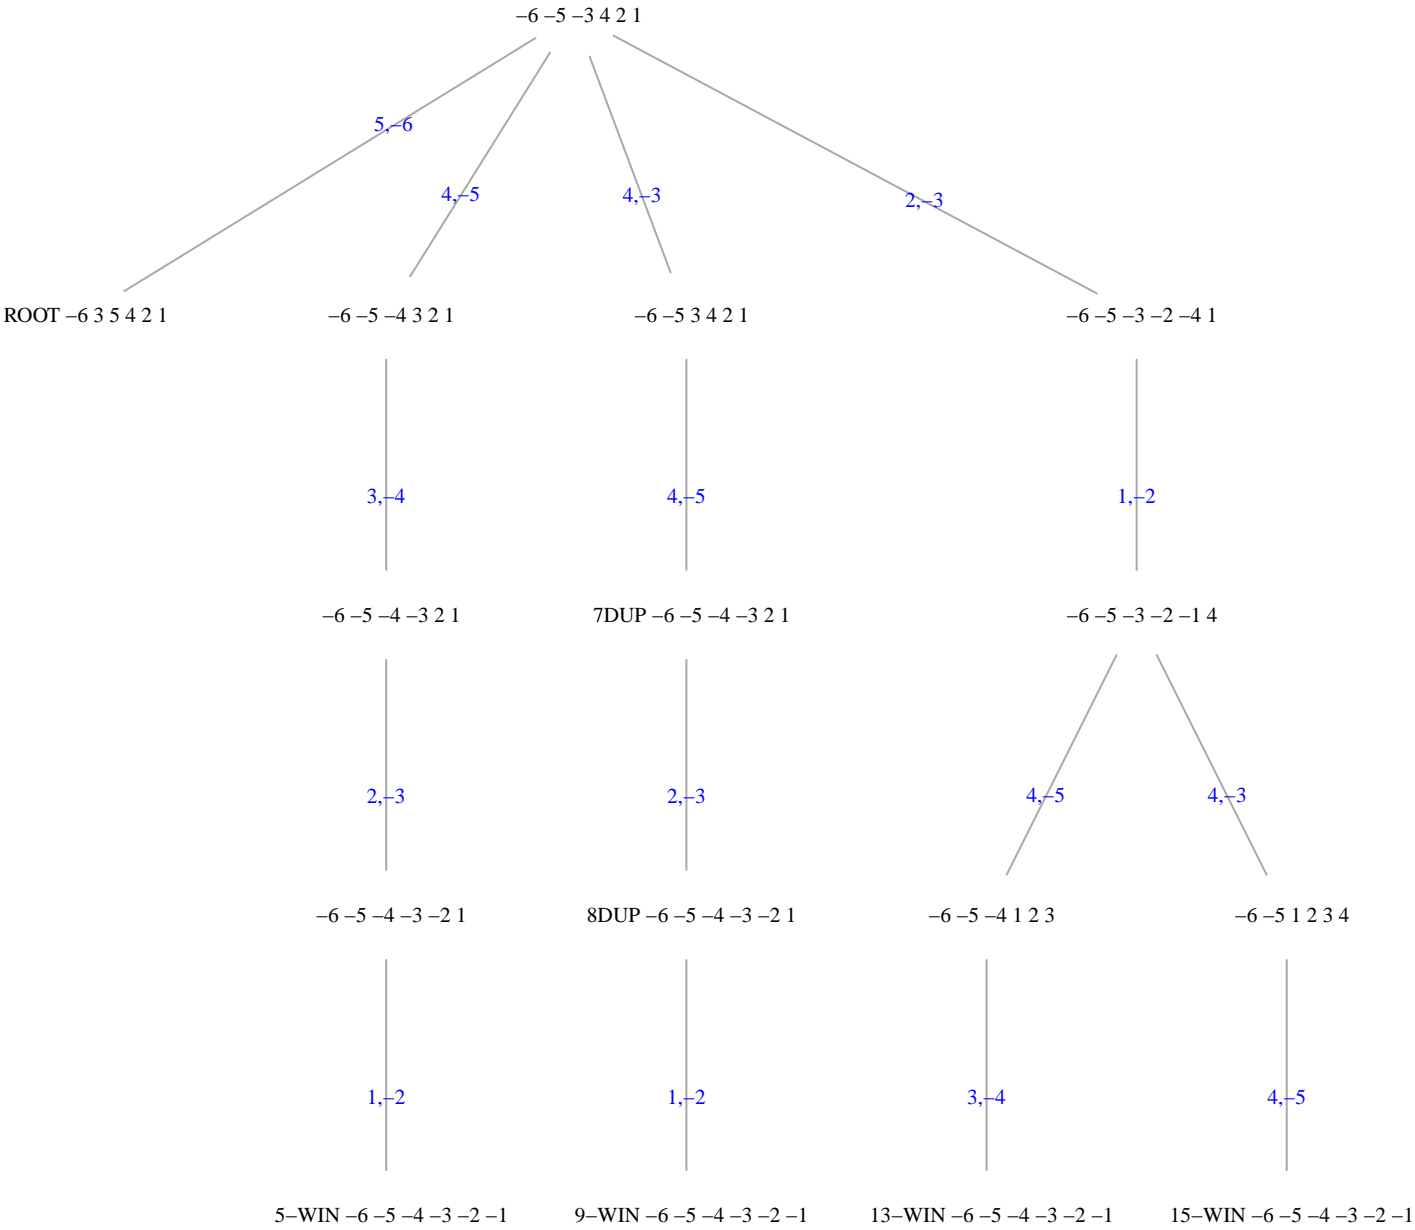 −6 −5 −3 4 2 1
5,−6
4,−5
4,−3
2,−3
ROOT −6 3 5 4 2 1
−6 −5 −4 3 2 1
−6 −5 3 4 2 1
−6 −5 −3 −2 −4 1
3,−4
4,−5
1,−2
−6 −5 −4 −3 2 1
7DUP −6 −5 −4 −3 2 1
−6 −5 −3 −2 −1 4
2,−3
2,−3
4,−5
4,−3
−6 −5 −4 −3 −2 1
8DUP −6 −5 −4 −3 −2 1
−6 −5 −4 1 2 3
−6 −5 1 2 3 4
1,−2
1,−2
3,−4
4,−5
5−WIN −6 −5 −4 −3 −2 −1
9−WIN −6 −5 −4 −3 −2 −1
13−WIN −6 −5 −4 −3 −2 −1
15−WIN −6 −5 −4 −3 −2 −1